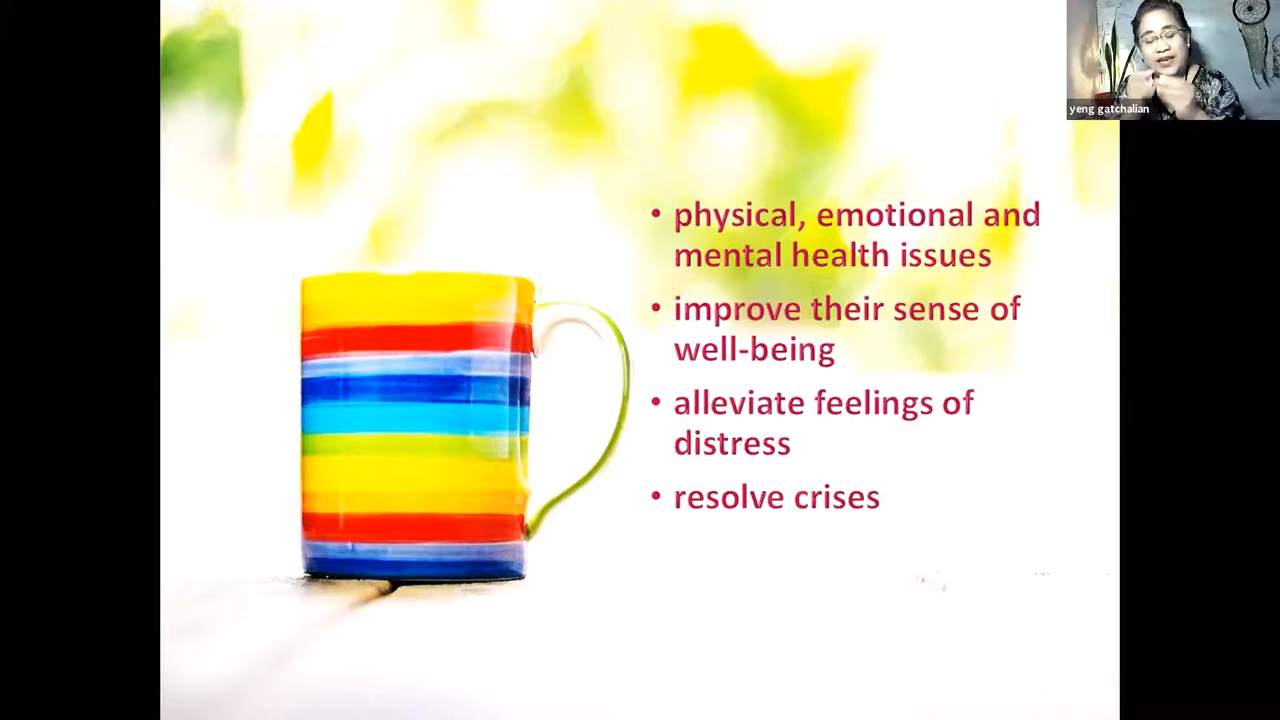 yeng gatchalian
• physical, emotional and
mental health issues
• improve their sense of
well-being
• alleviate feelings of
distress
• resolve crises